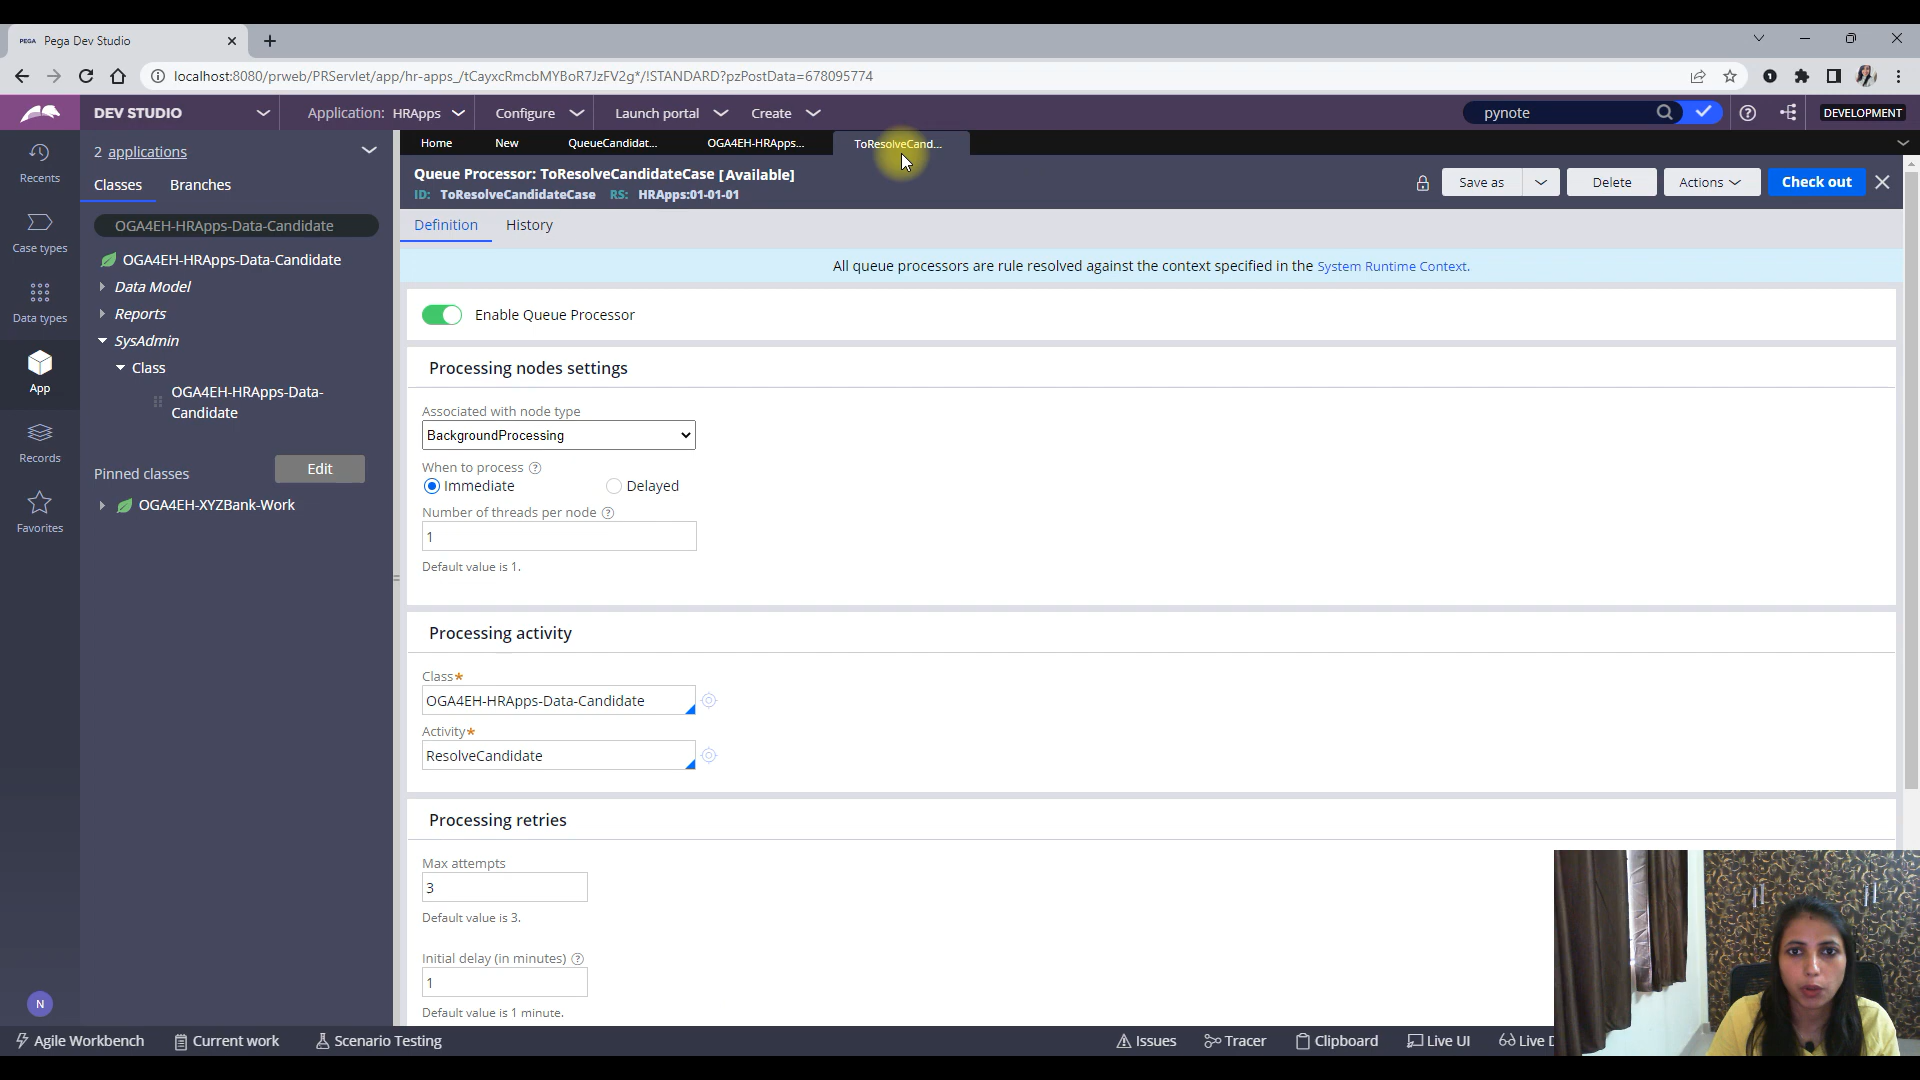 PEGA Pega Dev Studio
localhost:8080/prweb/PRServlet/app/hr-apps_/tCayxcRmcbMYBoR7JzFV2g*/!STANDARD?pzPostData=678095774
DEV STUDIO
Application: HRApps
Configure
Launch portal
Create
pynote
DEVELOPMENT
Recents
Case types
Data types
App
Records
Favorites
N
2 applications
Classes
Branches
OGA4EH-HRApps-Data-Candidate
OGA4EH-HRApps-Data-Candidate
Data Model
Reports
SysAdmin
Class
OGA4EH-HRApps-Data-
Candidate
Pinned classes
Edit
OGA4EH-XYZBank-Work
Home
New
QueueCandidat...
OGA4EH-HRApps...
ToResolveCand...
Queue Processor: ToResolveCandidateCase [Available]
ID: ToResolveCandidateCase RS: HRApps:01-01-01
Save as
Delete
Actions
Check out
Definition
History
All queue processors are rule resolved against the context specified in the System Runtime Context.
Enable Queue Processor
Processing nodes settings
Associated with node type
BackgroundProcessing
When to process
Immediate
Delayed
Number of threads per node
1
Default value is 1.
Processing activity
Class*
OGA4EH-HRApps-Data-Candidate
Activity*
ResolveCandidate
Processing retries
Max attempts
3
Default value is 3.
Initial delay (in minutes)
1
Default value is 1 minute.
Agile Workbench
Current work
Scenario Testing
Issues
Tracer
Clipboard
Live UI
Live D